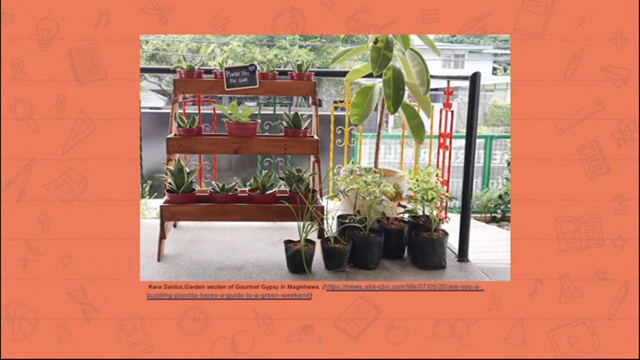 Kara Santos,Garden section of Gourmet Gypsy in Maginhawa. (https://news.abs-cbn.com/life/07/05/20/are-you-a-
budding-plantita-heres-a-guide-to-a-green-weekend)